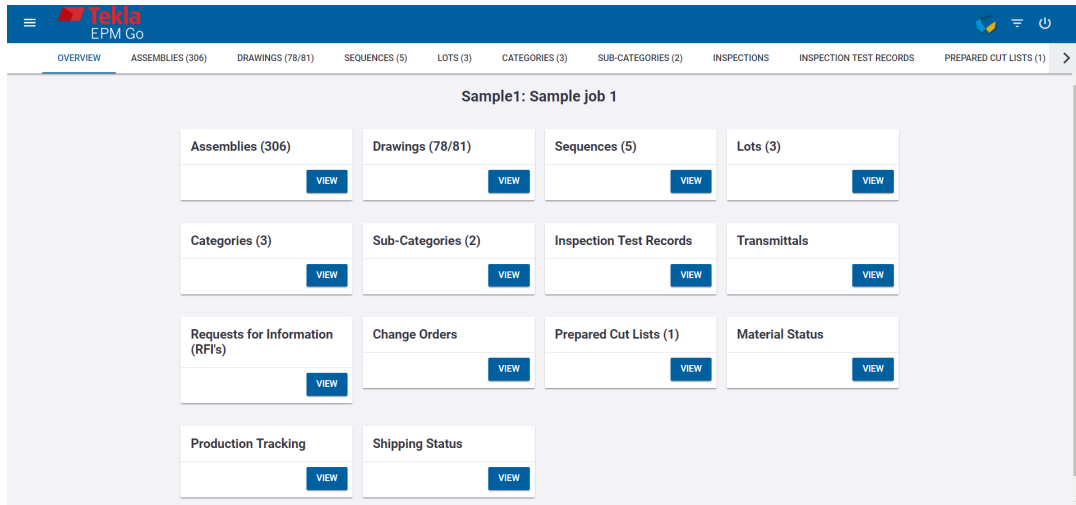 Tekla
EPM Go
OVERVIEW ASSEMBLIES (306) DRAWINGS (78/81) SEQUENCES (5) LOTS (3) CATEGORIES (3) SUB-CATEGORIES (2) INSPECTIONS INSPECTION TEST RECORDS PREPARED CUT LISTS (1)
Sample1: Sample job 1
Assemblies (306) Drawings (78/81) Sequences (5) Lots (3)
VIEW VIEW VIEW VIEW
Categories (3) Sub-Categories (2) Inspection Test Records Transmittals
VIEW VIEW VIEW VIEW
Requests for Information Change Orders Prepared Cut Lists (1) Material Status
(RFI's)
VIEW VIEW VIEW
VIEW
Production Tracking Shipping Status
VIEW VIEW